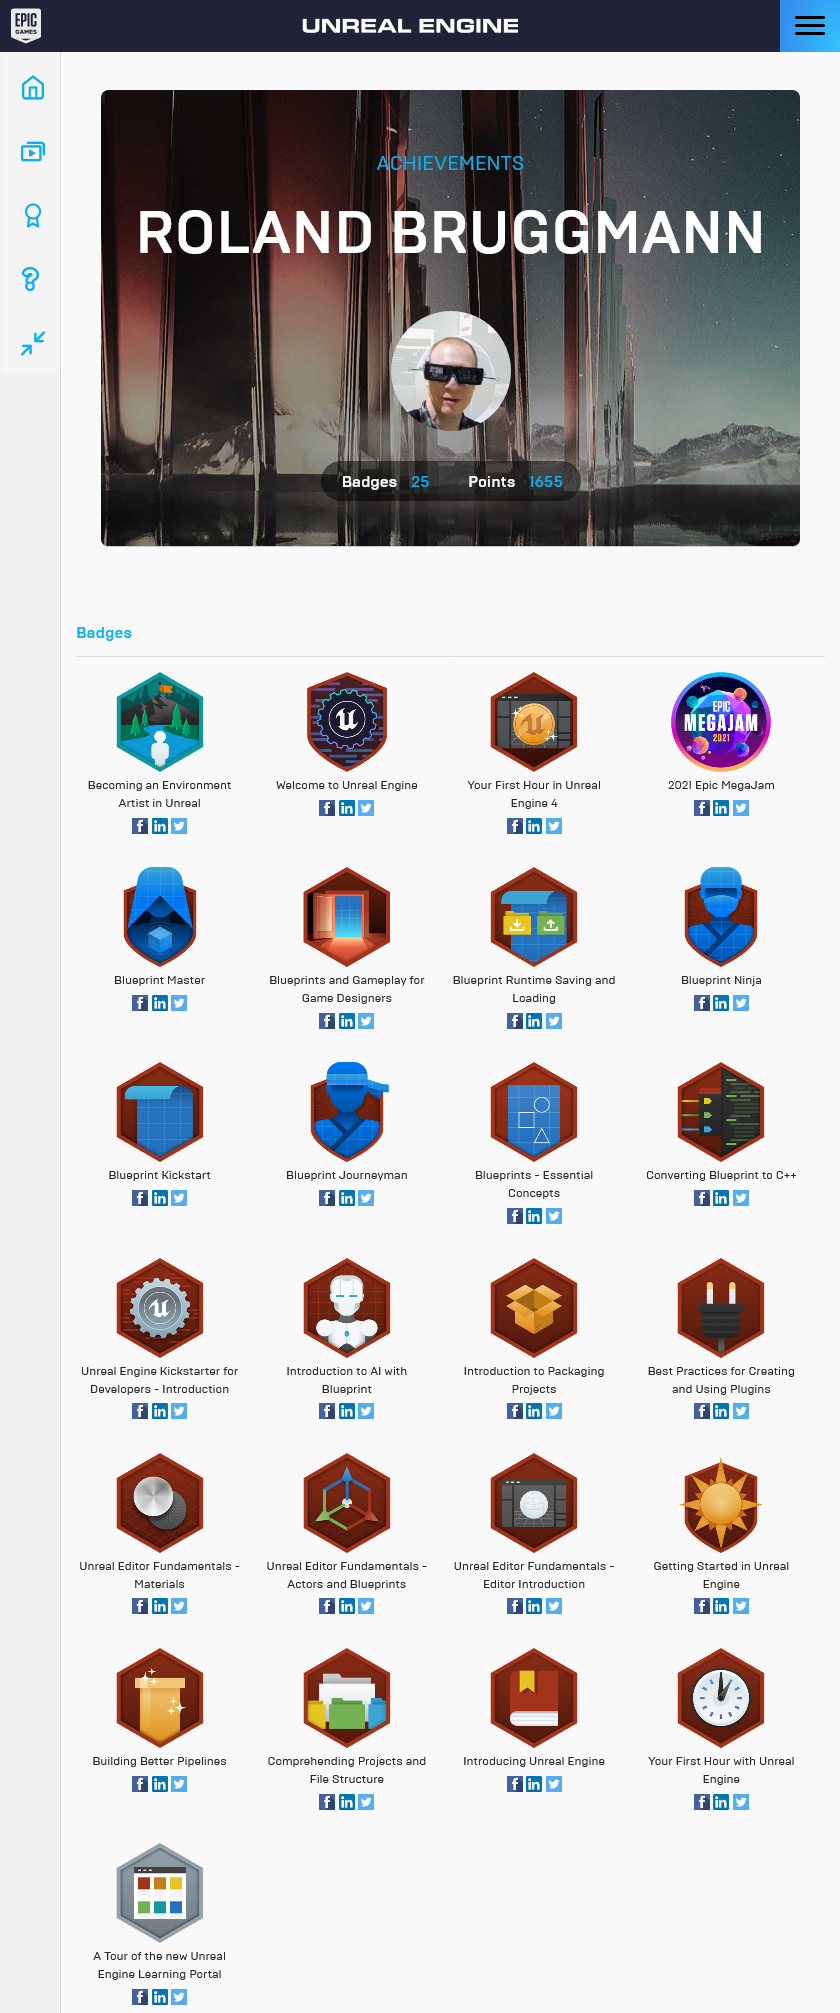 EPIC
GAMES
UNREAL ENGINE
ACHIEVEMENTS
ROLAND BRUGGMANN
Badges 25 Points 1655
Badges
EPIC
MEGAJAM
2021
Becoming an Environment
Artist in Unreal
Welcome to Unreal Engine
Your First Hour in Unreal
Engine 4
2021 Epic MegaJam
Blueprint Master
Blueprints and Gameplay for
Game Designers
Blueprint Runtime Saving and
Loading
Blueprint Ninja
Blueprint Kickstart
Blueprint Journeyman
Blueprints - Essential
Concepts
Converting Blueprint to C++
Unreal Engine Kickstarter for
Developers - Introduction
Introduction to AI with
Blueprint
Introduction to Packaging
Projects
Best Practices for Creating
and Using Plugins
Unreal Editor Fundamentals -
Materials
Unreal Editor Fundamentals -
Actors and Blueprints
Unreal Editor Fundamentals -
Editor Introduction
Getting Started in Unreal
Engine
Building Better Pipelines
Comprehending Projects and
File Structure
Introducing Unreal Engine
Your First Hour with Unreal
Engine
A Tour of the new Unreal
Engine Learning Portal